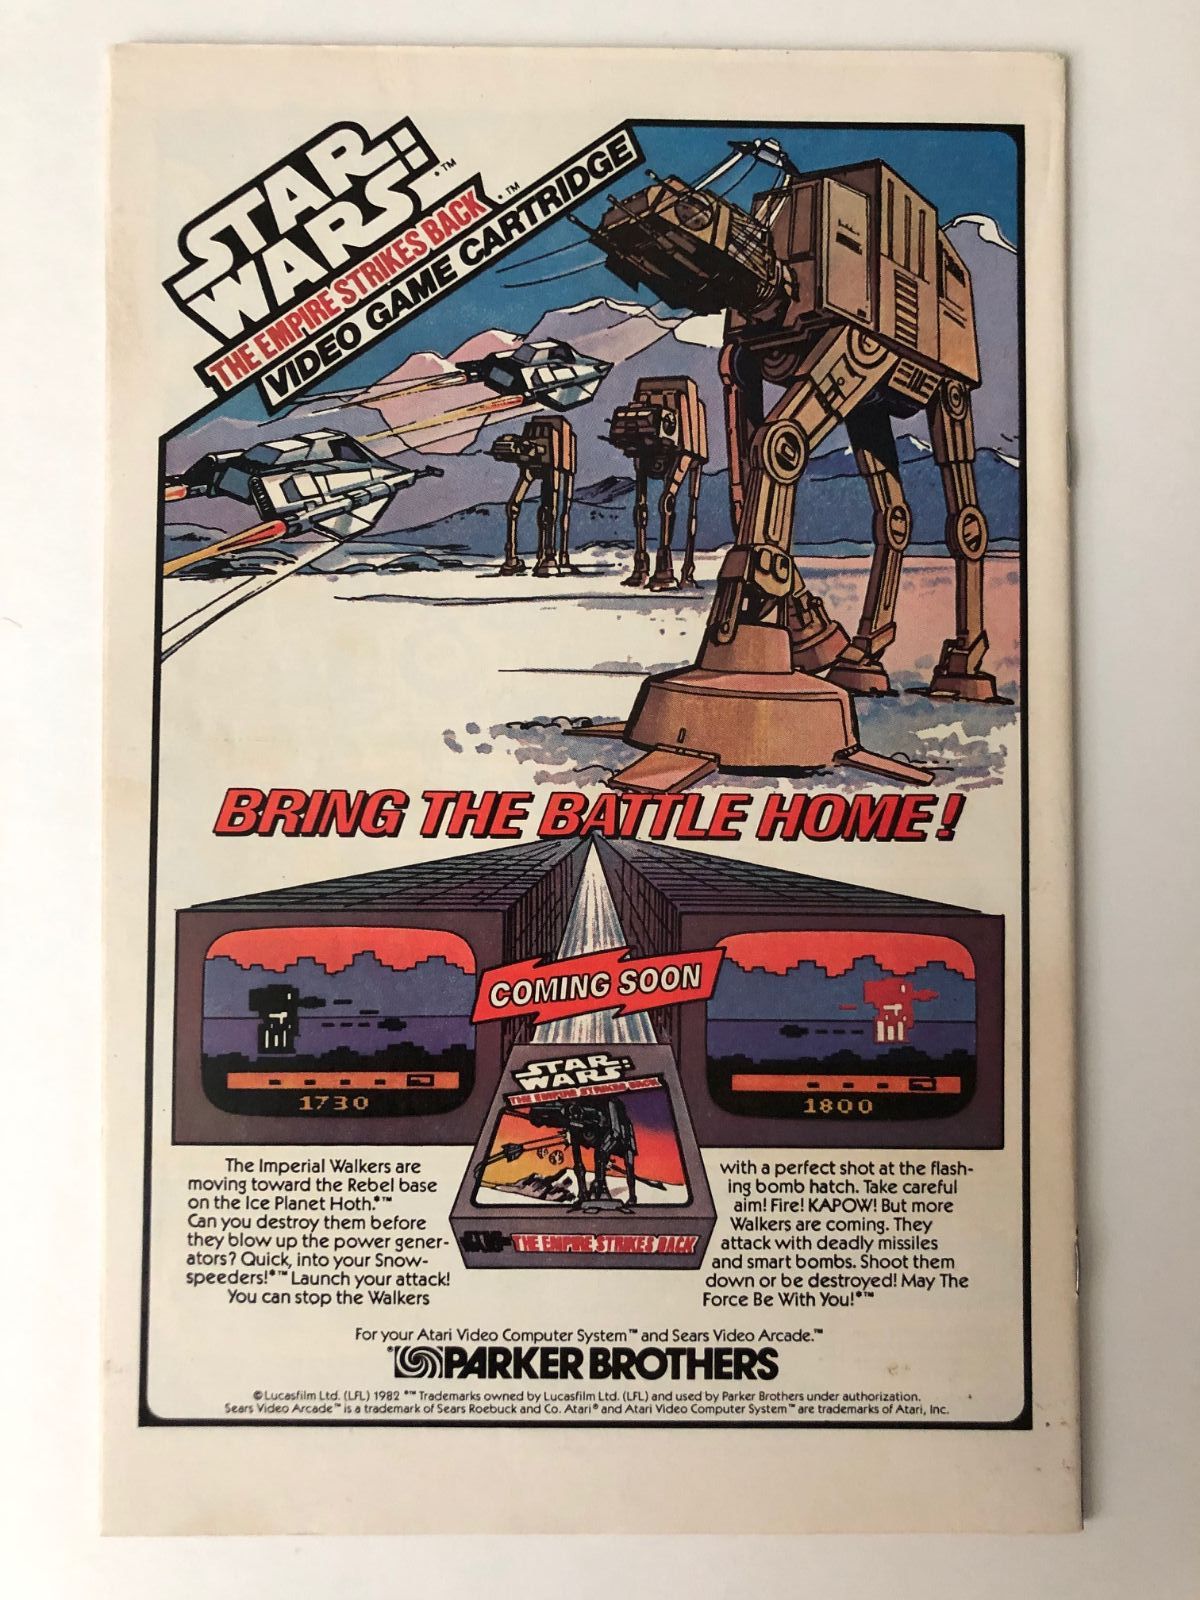 STAR
WARS:™
THE EMPIRE STRIKES BACK™
VIDEO GAME CARTRIDGE
BRING THE BATTLE HOME!
COMING SOON
1730
1800
STAR
WARS:
THE EMPIRE STRIKES BACK
THE EMPIRE STRIKES BACK
The Imperial Walkers are
moving toward the Rebel base
on the Ice Planet Hoth.®™
Can you destroy them before
they blow up the power gener-
ators? Quick, into your Snow-
speeders!®™ Launch your attack!
You can stop the Walkers
with a perfect shot at the flash-
ing bomb hatch. Take careful
aim! Fire! KAPOW! But more
Walkers are coming. They
attack with deadly missiles
and smart bombs. Shoot them
down or be destroyed! May The
Force Be With You!®™
For your Atari Video Computer System™ and Sears Video Arcade.™
PARKER BROTHERS
© Lucasfilm Ltd. (LFL) 1982 ®™ Trademarks owned by Lucasfilm Ltd. (LFL) and used by Parker Brothers under authorization.
Sears Video Arcade™ is a trademark of Sears Roebuck and Co. Atari® and Atari Video Computer System™ are trademarks of Atari, Inc.